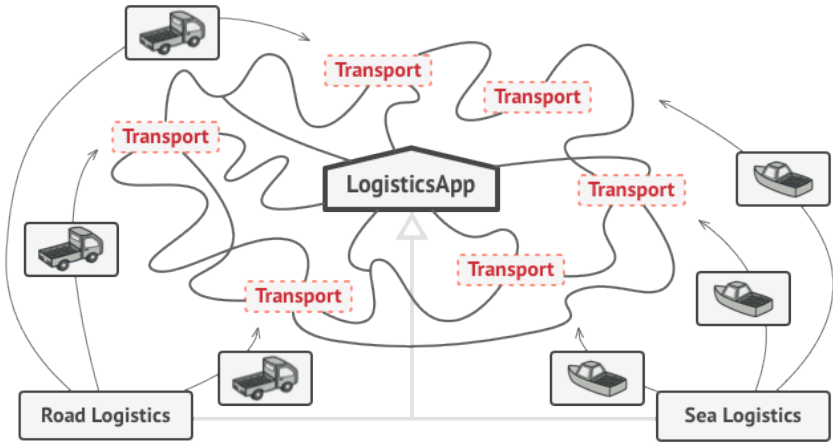 Transport
Transport
Transport
LogisticsApp
Transport
Transport
Transport
Road Logistics
Sea Logistics